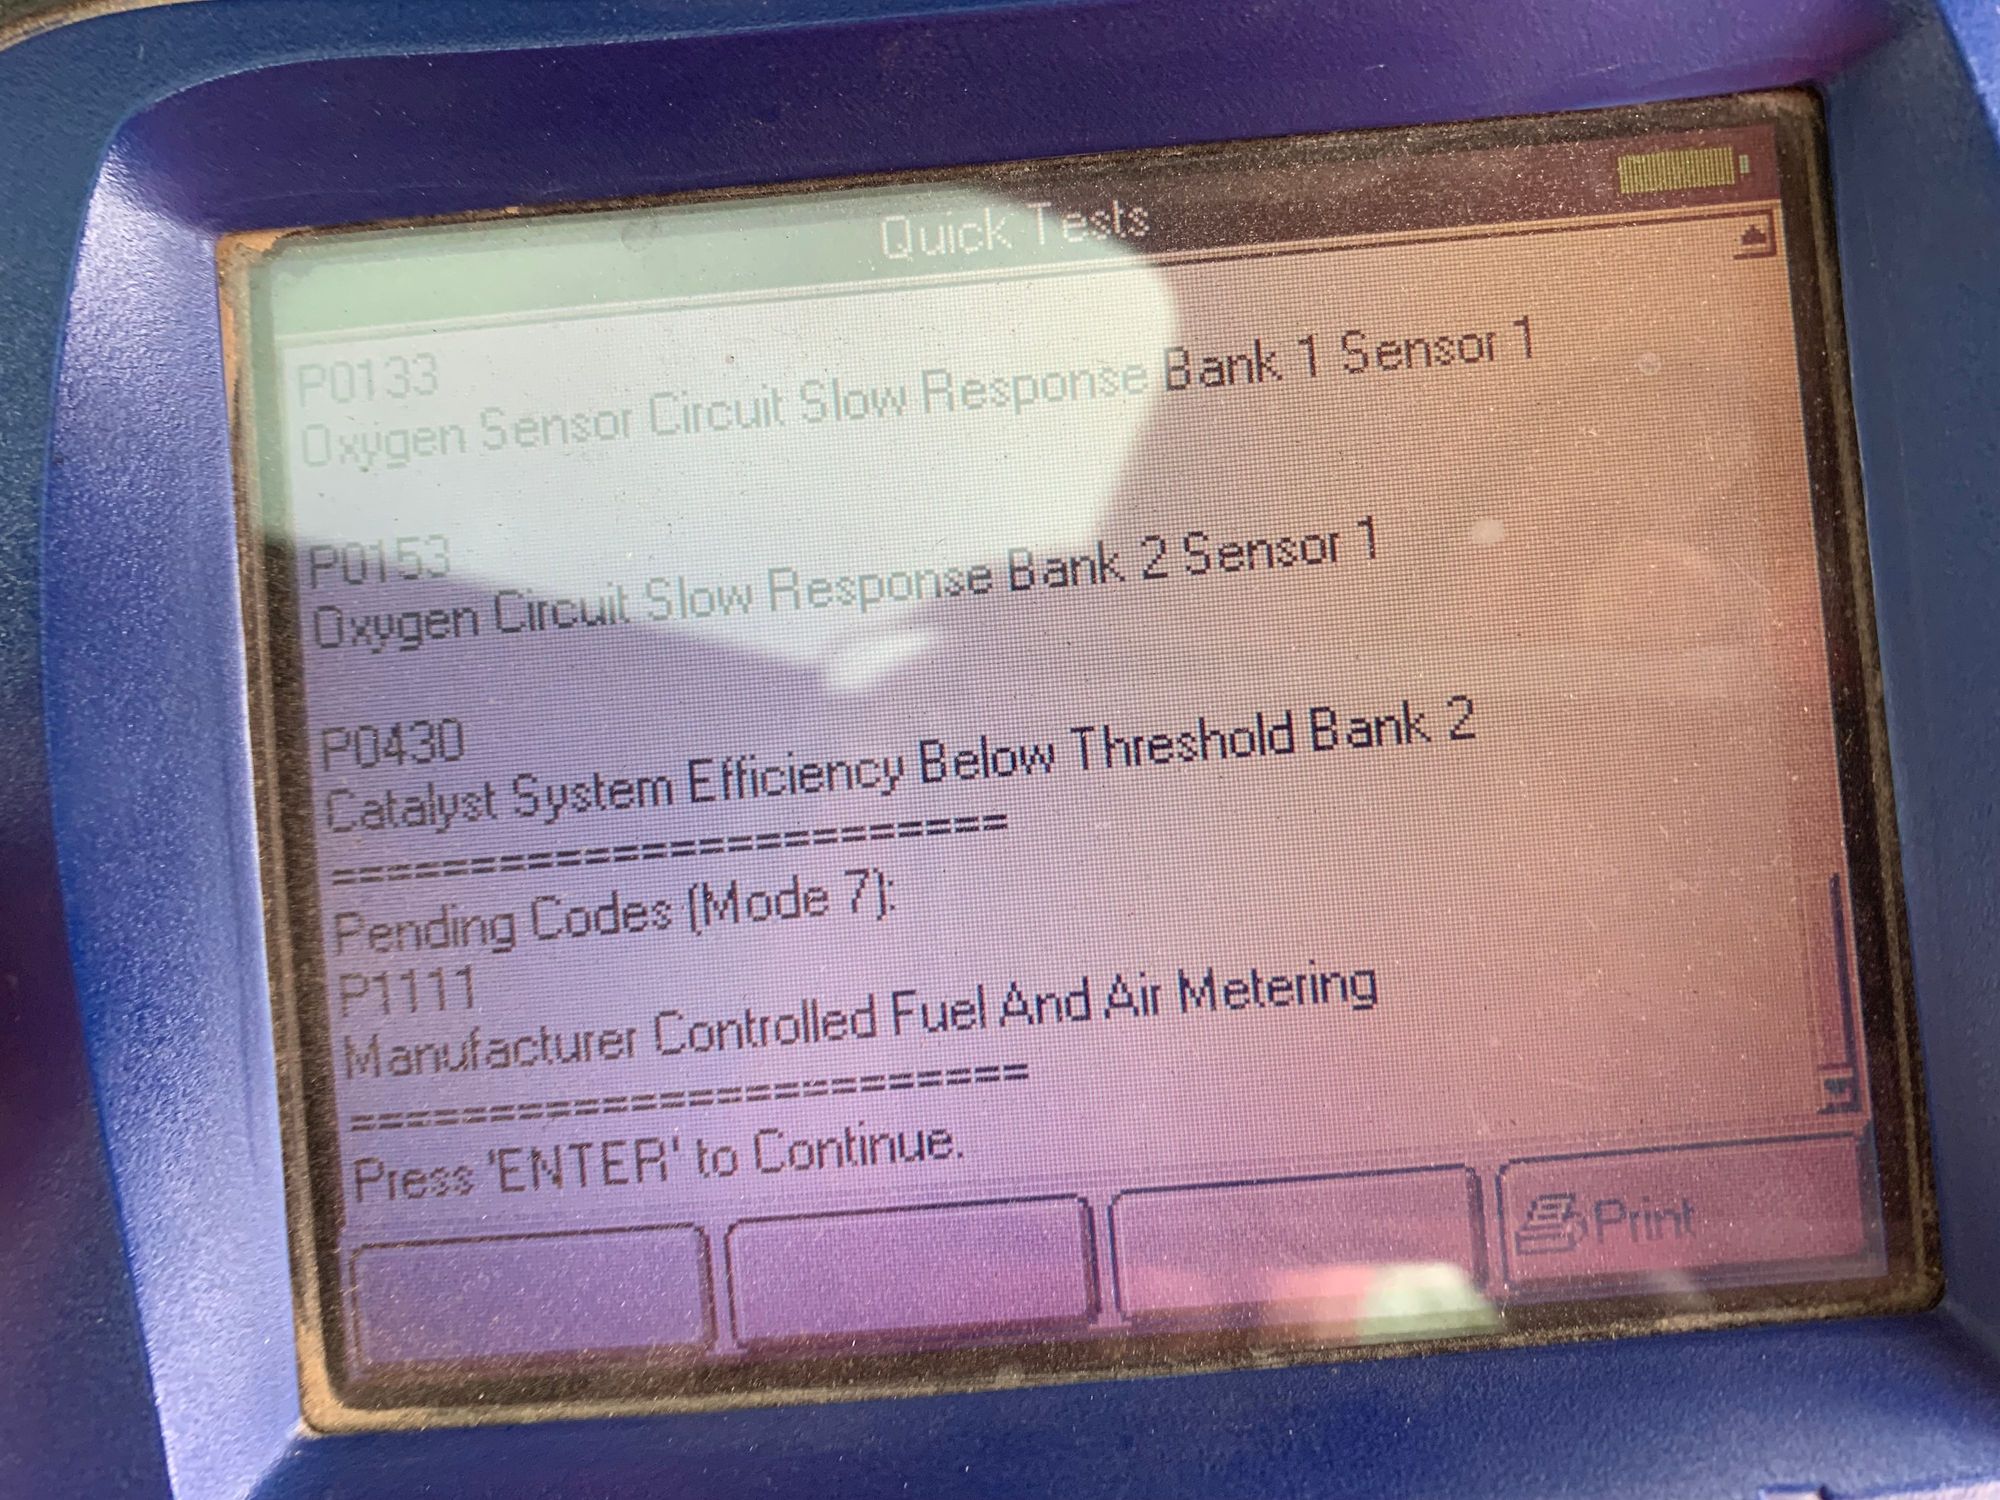 Quick Tests
P0133
Oxygen Sensor Circuit Slow Response Bank 1 Sensor 1
P0153
Oxygen Circuit Slow Response Bank 2 Sensor 1
P0430
Catalyst System Efficiency Below Threshold Bank 2
========================
Pending Codes (Mode 7):
P1111
Manufacturer Controlled Fuel And Air Metering
========================
Press 'ENTER' to Continue.
Print